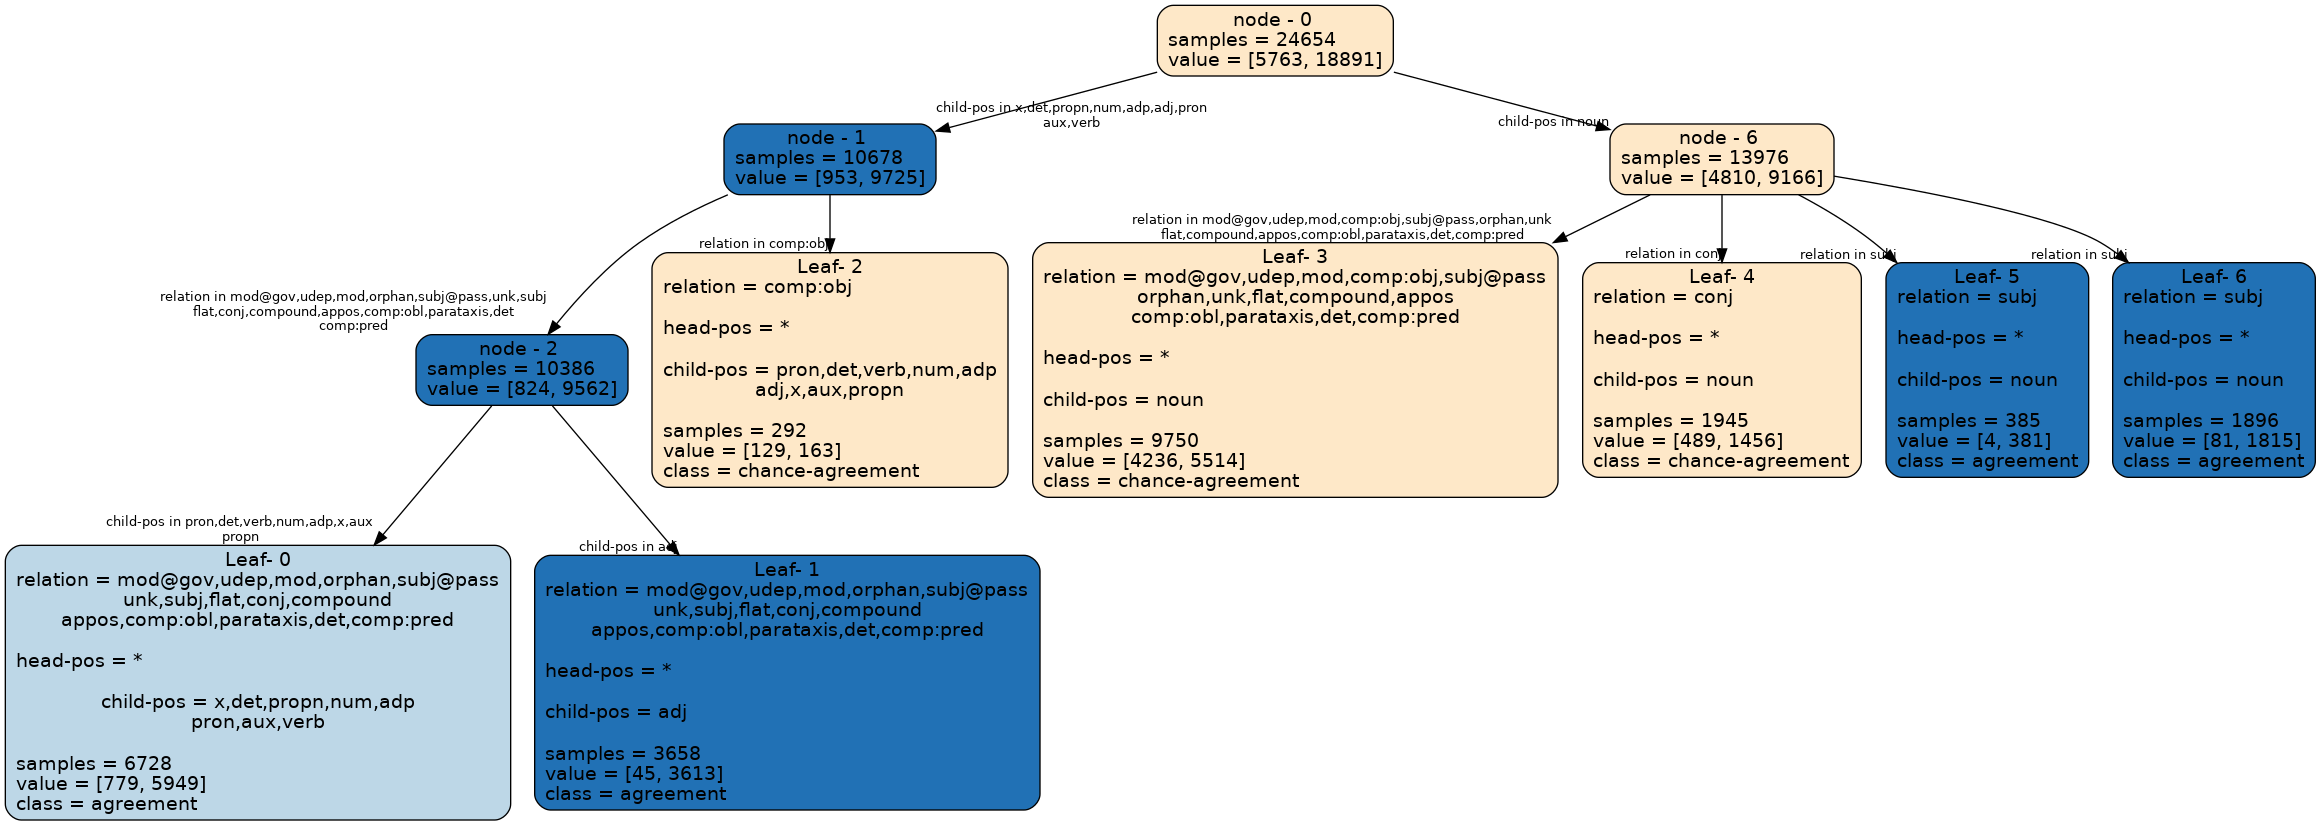 node - 0
samples = 24654
value = [5763, 18891]
child-pos in x,det,propn,num,adp,adj,pron
aux,verb
child-pos in noun
node - 1
samples = 10678
value = [953, 9725]
node - 6
samples = 13976
value = [4810, 9166]
relation in mod@gov,udep,mod,orphan,subj@pass,unk,subj
flat,conj,compound,appos,comp:obl,parataxis,det
comp:pred
relation in comp:obj
relation in mod@gov,udep,mod,comp:obj,subj@pass,orphan,unk
flat,compound,appos,comp:obl,parataxis,det,comp:pred
relation in conj
relation in subj
relation in subj
node - 2
samples = 10386
value = [824, 9562]
Leaf- 2
relation = comp:obj
head-pos = *
child-pos = pron,det,verb,num,adp
adj,x,aux,propn
samples = 292
value = [129, 163]
class = chance-agreement
Leaf- 3
relation = mod@gov,udep,mod,comp:obj,subj@pass
orphan,unk,flat,compound,appos
comp:obl,parataxis,det,comp:pred
head-pos = *
child-pos = noun
samples = 9750
value = [4236, 5514]
class = chance-agreement
Leaf- 4
relation = conj
head-pos = *
child-pos = noun
samples = 1945
value = [489, 1456]
class = chance-agreement
Leaf- 5
relation = subj
head-pos = *
child-pos = noun
samples = 385
value = [4, 381]
class = agreement
Leaf- 6
relation = subj
head-pos = *
child-pos = noun
samples = 1896
value = [81, 1815]
class = agreement
child-pos in pron,det,verb,num,adp,x,aux
propn
child-pos in adj
Leaf- 0
relation = mod@gov,udep,mod,orphan,subj@pass
unk,subj,flat,conj,compound
appos,comp:obl,parataxis,det,comp:pred
head-pos = *
child-pos = x,det,propn,num,adp
pron,aux,verb
samples = 6728
value = [779, 5949]
class = agreement
Leaf- 1
relation = mod@gov,udep,mod,orphan,subj@pass
unk,subj,flat,conj,compound
appos,comp:obl,parataxis,det,comp:pred
head-pos = *
child-pos = adj
samples = 3658
value = [45, 3613]
class = agreement